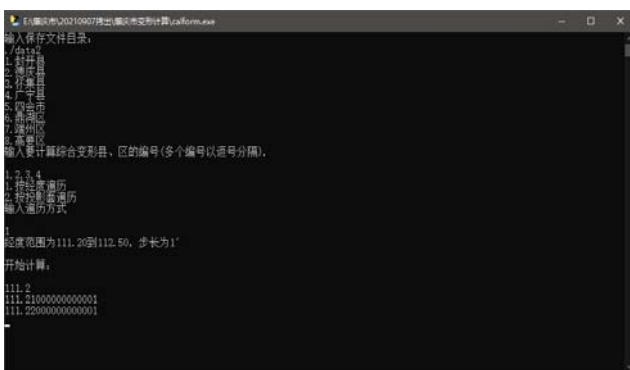 E:\肇庆市\20210907拷出\肇庆市变形计算\calform.exe
输入保存文件目录:
./data2
1.封开县
2.德庆县
3.怀集县
4.广宁县
5.四会市
6.鼎湖区
7.端州区
8.高要区
输入要计算综合变形县、区的编号(多个编号以逗号分隔),
1,2,3,4
1.按经度遍历
2.按投影面遍历
输入遍历方式
1
经度范围为111.20到112.50, 步长为1′
开始计算:
111.2
111.21000000000001
111.22000000000001